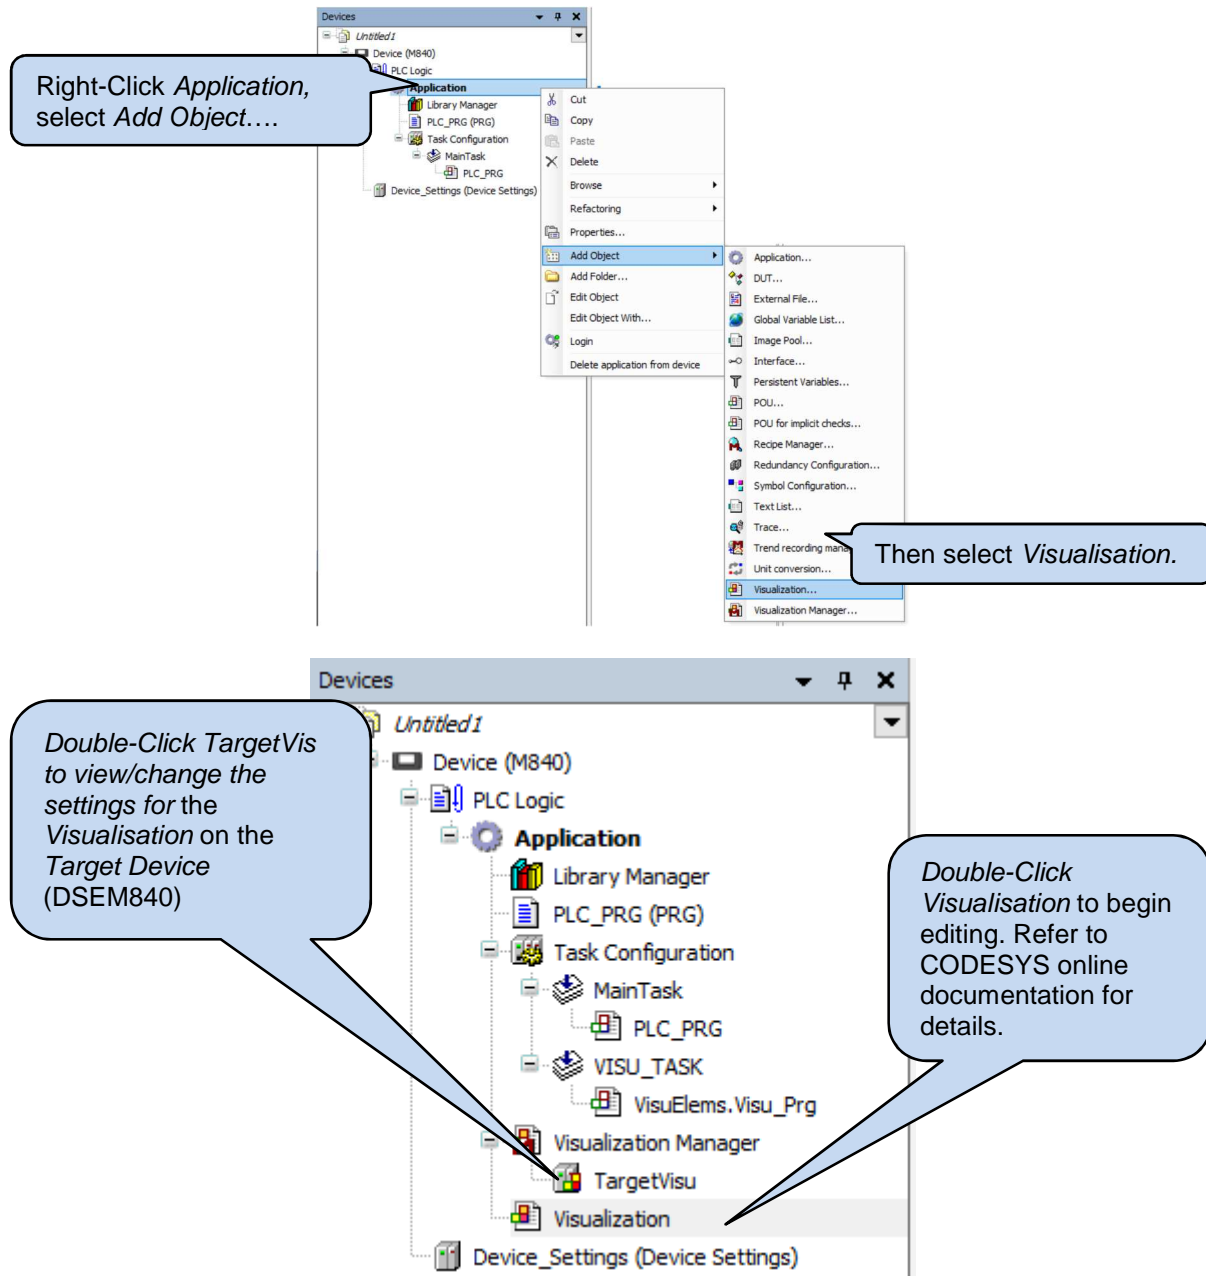 Devices
Untitled1
Device (M840)
PLC Logic
Right-Click Application,
select Add Object….
Application
Library Manager
PLC_PRG (PRG)
Task Configuration
MainTask
PLC_PRG
Device_Settings (Device Settings)
Cut
Copy
Paste
Delete
Browse
Refactoring
Properties...
Add Object
Add Folder...
Edit Object
Edit Object With...
Login
Delete application from device
Application...
DUT...
External File...
Global Variable List...
Image Pool...
Interface...
Persistent Variables...
POU...
POU for implicit checks...
Recipe Manager...
Redundancy Configuration...
Symbol Configuration...
Text List...
Trace...
Trend recording mana
Unit conversion...
Visualization...
Visualization Manager...
Then select Visualisation.
Devices
Untitled1
Device (M840)
PLC Logic
Application
Library Manager
PLC_PRG (PRG)
Task Configuration
MainTask
PLC_PRG
VISU_TASK
VisuElems.Visu_Prg
Visualization Manager
TargetVisu
Visualization
Device_Settings (Device Settings)
Double-Click TargetVis
to view/change the
settings for the
Visualisation on the
Target Device
(DSEM840)
Double-Click
Visualisation to begin
editing. Refer to
CODESYS online
documentation for
details.